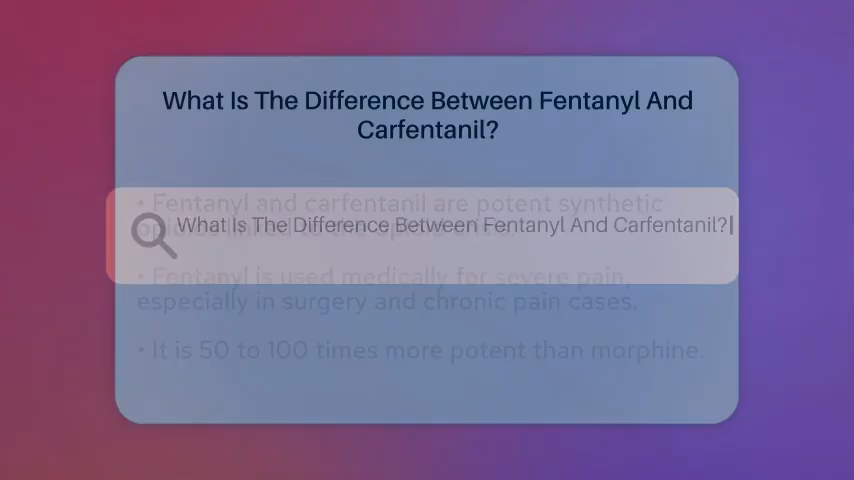 What Is The Difference Between Fentanyl And
Carfentanil?
• Fentanyl and carfentanil are potent synthetic
What Is The Difference Between Fentanyl And Carfentanil?
• Fentanyl is used medically for severe pain,
especially in surgery and chronic pain cases.
• It is 50 to 100 times more potent than morphine.